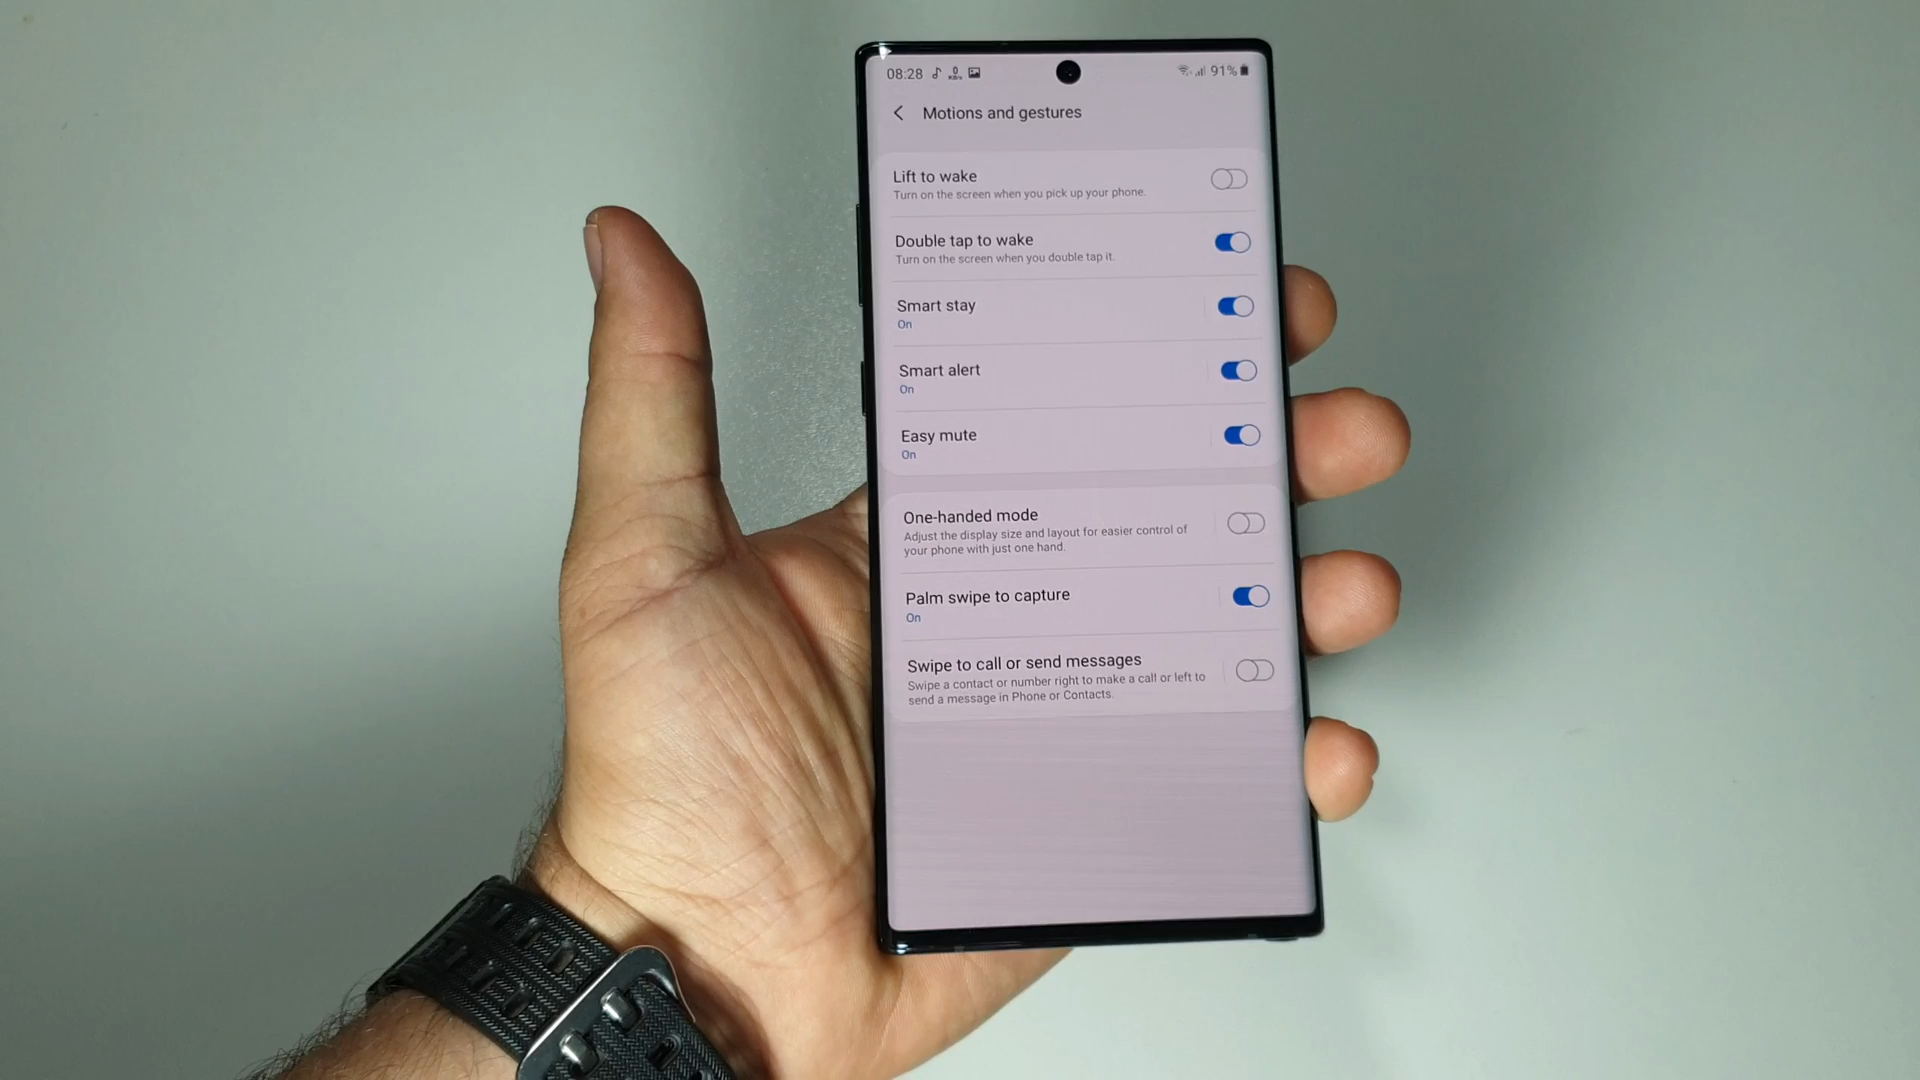 08:28 91%
Motions and gestures
Lift to wake
Turn on the screen when you pick up your phone.
Double tap to wake
Turn on the screen when you double tap it.
Smart stay
On
Smart alert
On
Easy mute
On
One-handed mode
Adjust the display size and layout for easier control of
your phone with just one hand.
Palm swipe to capture
On
Swipe to call or send messages
Swipe a contact or number right to make a call or left to
send a message in Phone or Contacts.